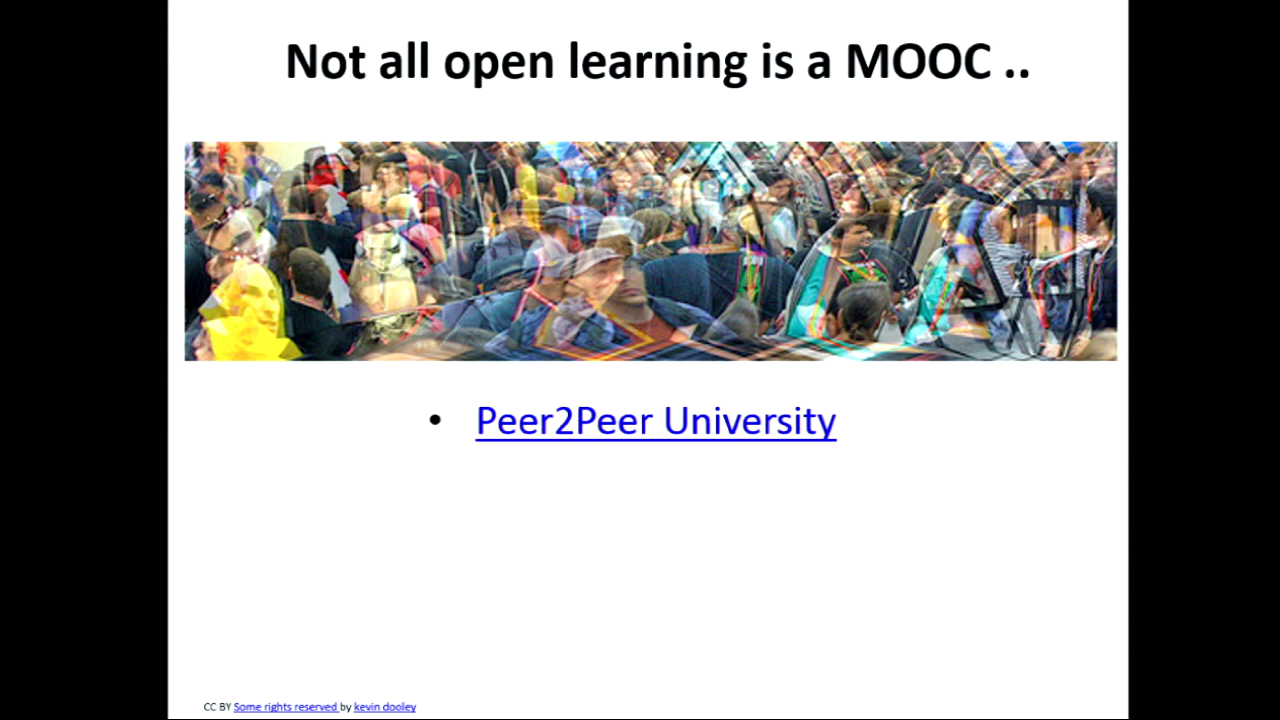 Not all open learning is a MOOC ..
• Peer2Peer University
CC BY Some rights reserved by kevin dooley